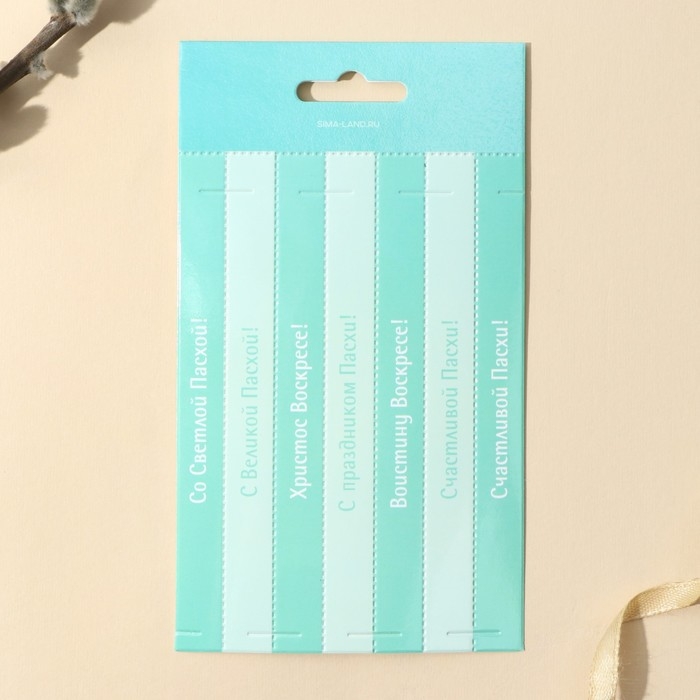 SIMA-LAND.RU
Со Светлой Пасхой!
С Великой Пасхой!
Христос Воскресе!
С праздником Пасхи!
Воистину Воскресе!
Счастливой Пасхи!
Счастливой Пасхи!